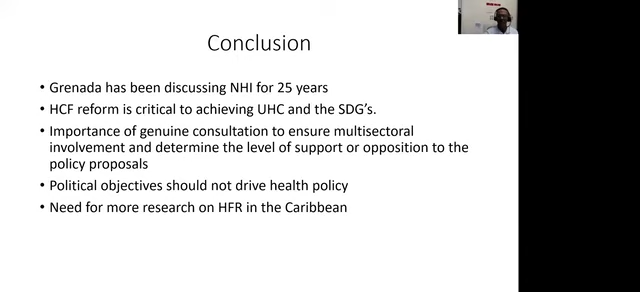 Conclusion
• Grenada has been discussing NHI for 25 years
• HCF reform is critical to achieving UHC and the SDG's.
• Importance of genuine consultation to ensure multisectoral
involvement and determine the level of support or opposition to the
policy proposals
• Political objectives should not drive health policy
• Need for more research on HFR in the Caribbean